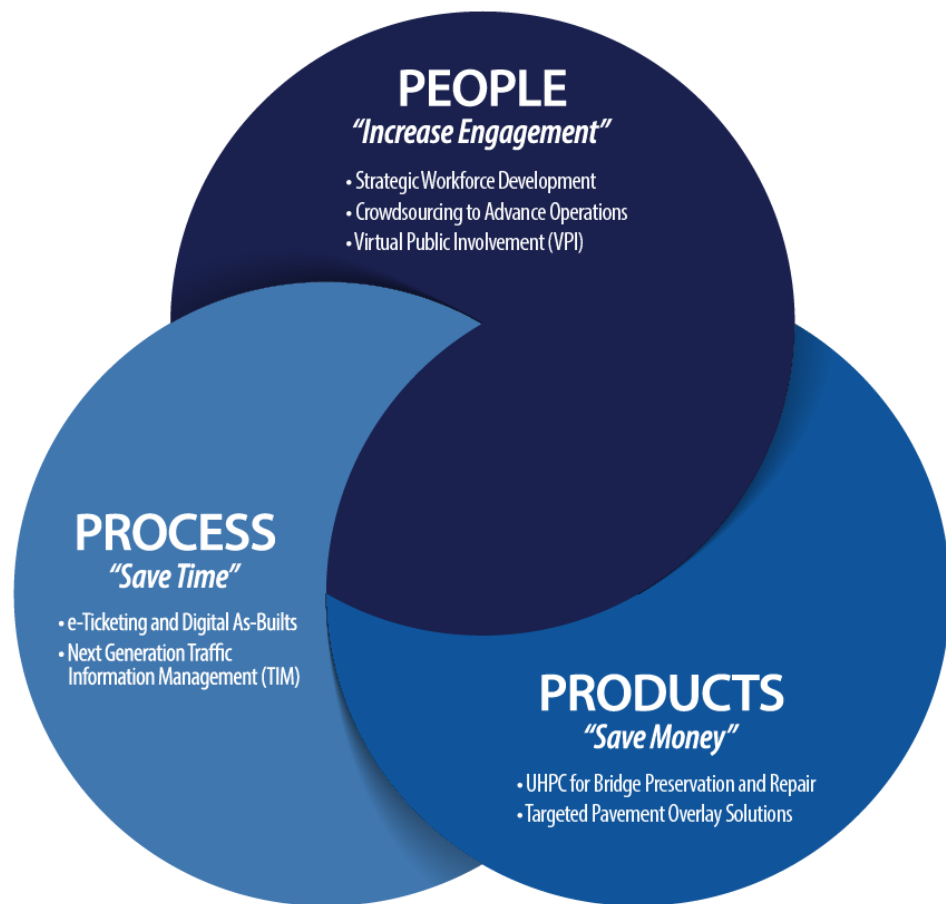 PEOPLE
“Increase Engagement”
• Strategic Workforce Development
• Crowdsourcing to Advance Operations
• Virtual Public Involvement (VPI)
PROCESS
“Save Time”
• e-Ticketing and Digital As-Builts
• Next Generation Traffic
Information Management (TIM)
PRODUCTS
“Save Money”
• UHPC for Bridge Preservation and Repair
• Targeted Pavement Overlay Solutions